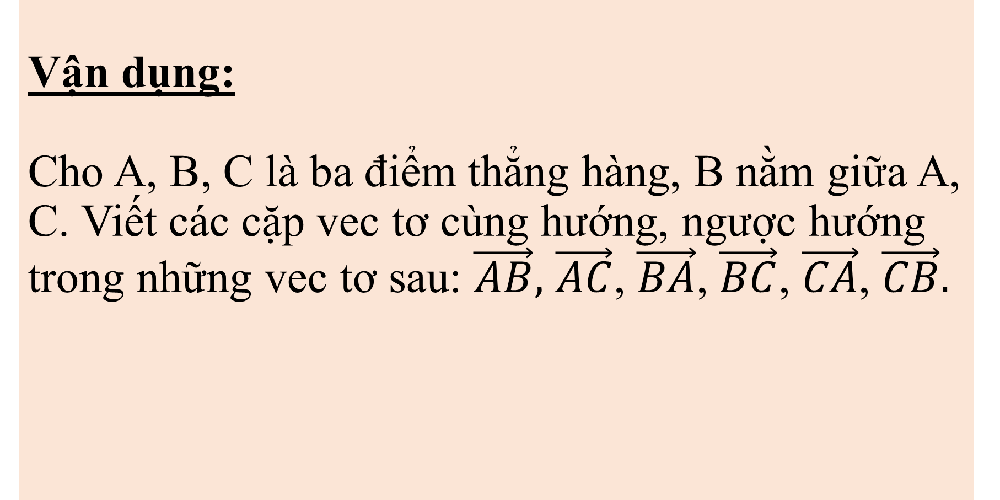 Vận dụng:
Cho A, B, C là ba điểm thẳng hàng, B nằm giữa A,
C. Viết các cặp vec tơ cùng hướng, ngược hướng
trong những vec tơ sau: $\overrightarrow{AB}$, $\overrightarrow{AC}$, $\overrightarrow{BA}$, $\overrightarrow{BC}$, $\overrightarrow{CA}$, $\overrightarrow{CB}$.